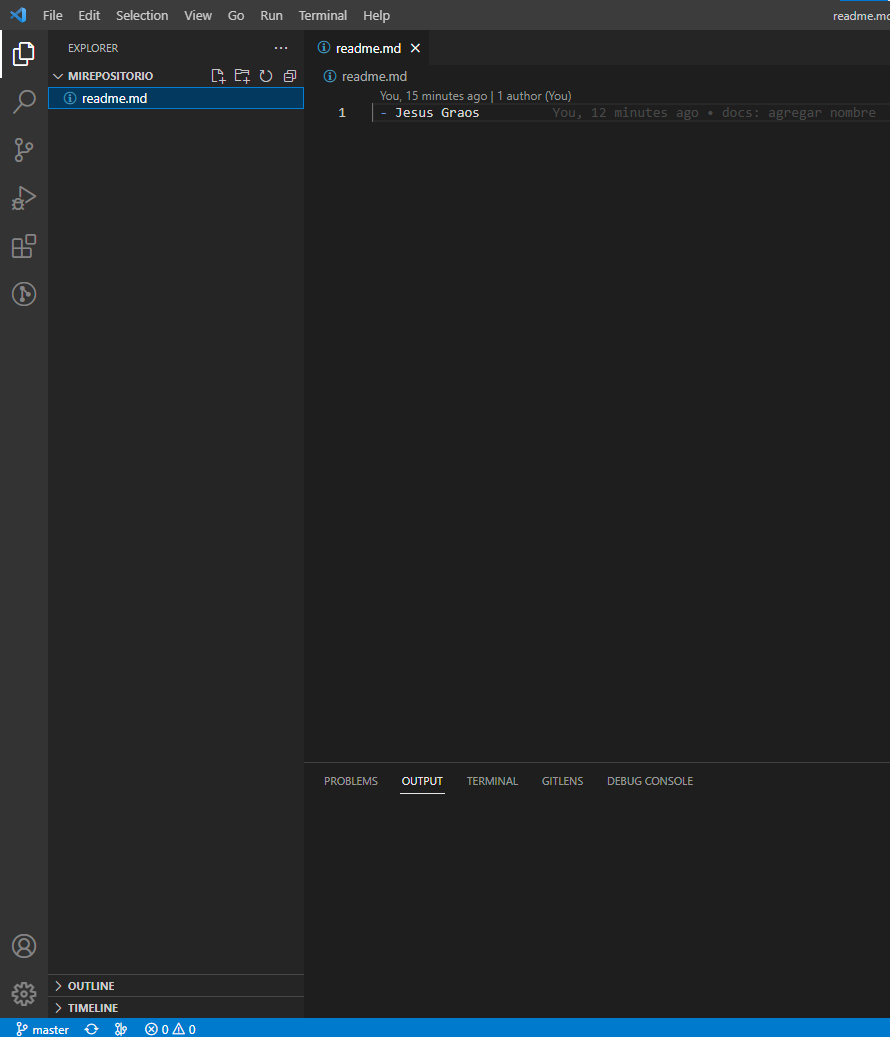 File Edit Selection View Go Run Terminal Help readme.md
EXPLORER
MIREPOSITORIO
readme.md
readme.md
readme.md
You, 15 minutes ago | 1 author (You)
1 - Jesus Graos You, 12 minutes ago • docs: agregar nombre
PROBLEMS OUTPUT TERMINAL GITLENS DEBUG CONSOLE
OUTLINE
TIMELINE
master 0 0